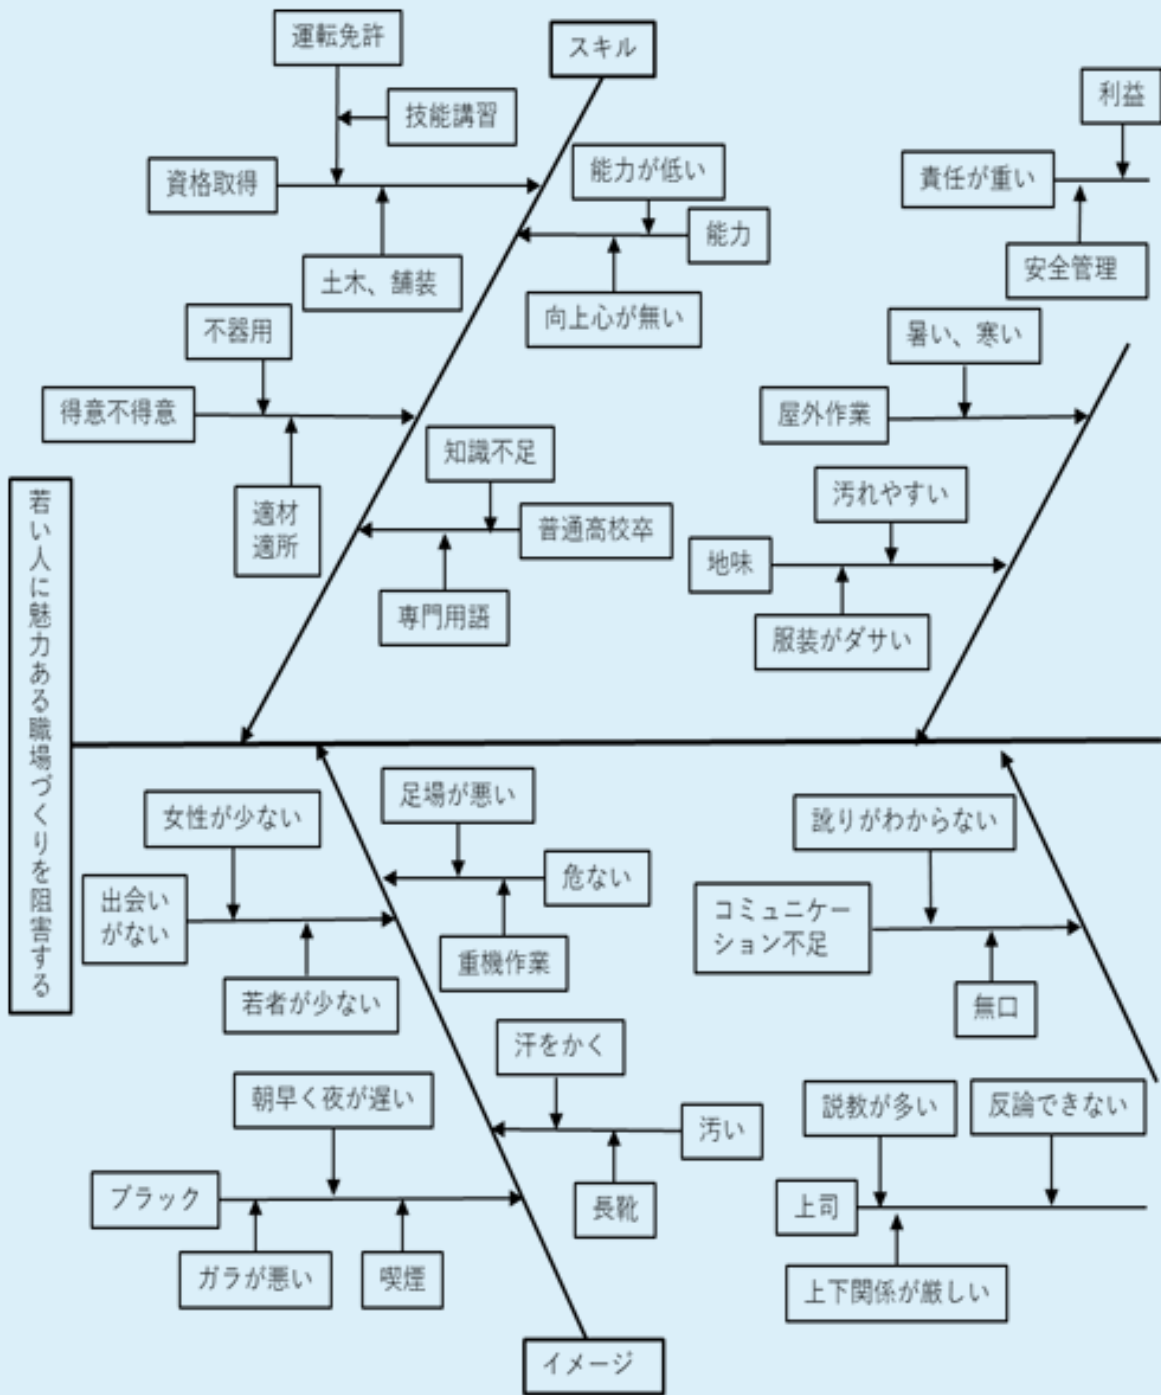 運転免許
スキル
技能講習
資格取得
土木、舗装
能力が低い
能力
向上心が無い
利益
責任が重い
安全管理
不器用
得意不得意
適材
適所
知識不足
普通高校卒
専門用語
暑い、寒い
屋外作業
汚れやすい
地味
服装がダサい
若い人に魅力ある職場づくりを阻害する
女性が少ない
出会い
がない
若者が少ない
足場が悪い
危ない
重機作業
訛りがわからない
コミュニケー
ション不足
無口
朝早く夜が遅い
ブラック
ガラが悪い
喫煙
汗をかく
汚い
長靴
説教が多い
反論できない
上司
上下関係が厳しい
イメージ